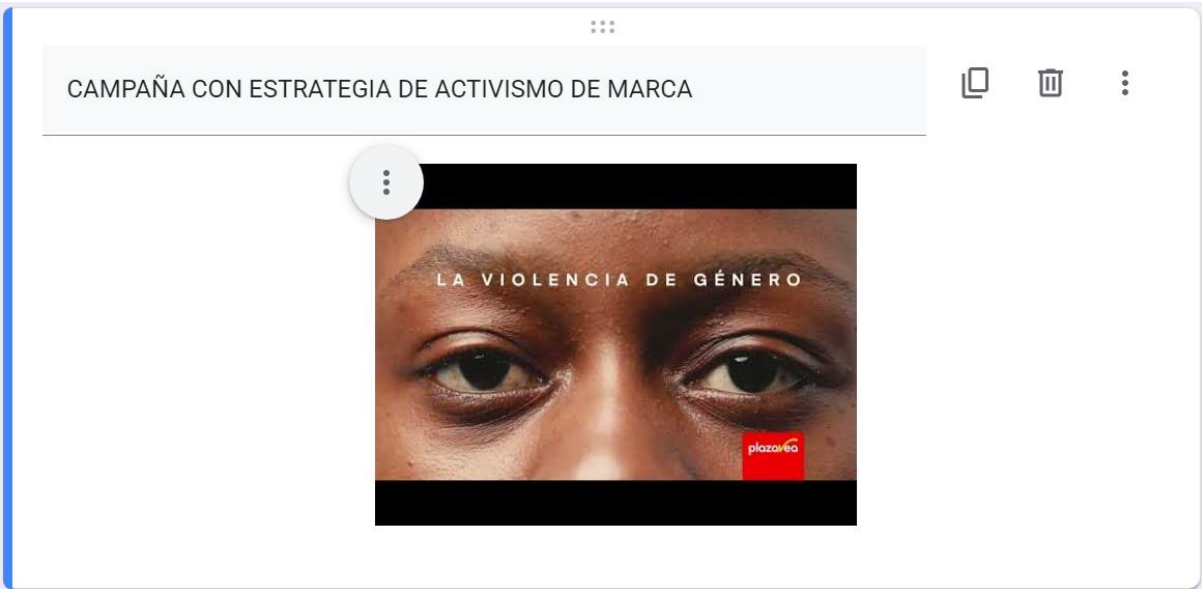 CAMPAÑA CON ESTRATEGIA DE ACTIVISMO DE MARCA
LA VIOLENCIA DE GÉNERO
plazavea